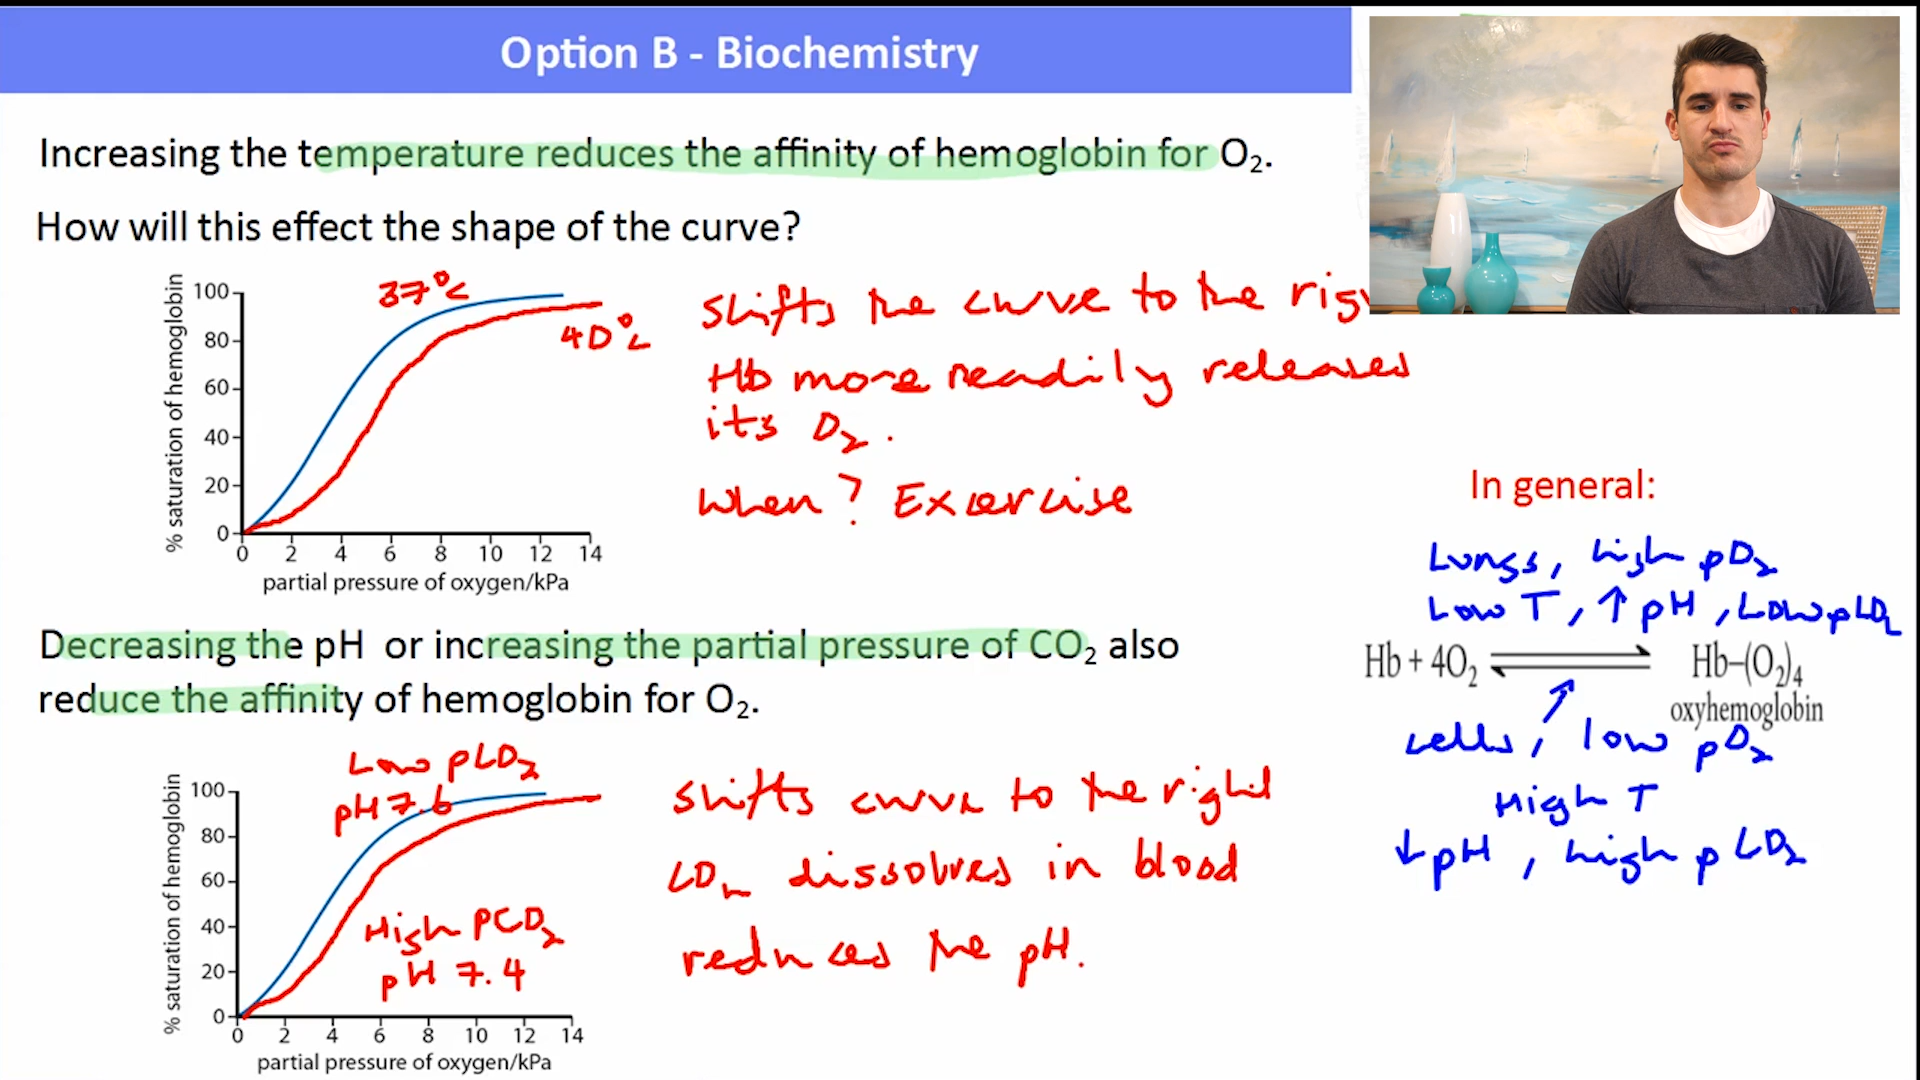 Option B - Biochemistry
Increasing the temperature reduces the affinity of hemoglobin for O₂.
How will this effect the shape of the curve?
% saturation of hemoglobin
100
80
60
40
20
0
0 2 4 6 8 10 12 14
partial pressure of oxygen/kPa
37°C
40°C
Shifts the curve to the rig
Hb more readily releases
its O₂.
When? Exercise
Decreasing the pH or increasing the partial pressure of CO₂ also
reduce the affinity of hemoglobin for O₂.
% saturation of hemoglobin
100
80
60
40
20
0
0 2 4 6 8 10 12 14
partial pressure of oxygen/kPa
Low pCO₂
pH 7.6
High PCO₂
pH 7.4
Shifts curve to the right
CO₂ dissolves in blood
reduces the pH.
In general:
Lungs, high pO₂
Low T, ↑ pH, Low pCO₂
Hb + 4O₂ ⇌ Hb–(O₂)₄
oxyhemoglobin
cells, low pO₂
High T
↓ pH, high pCO₂